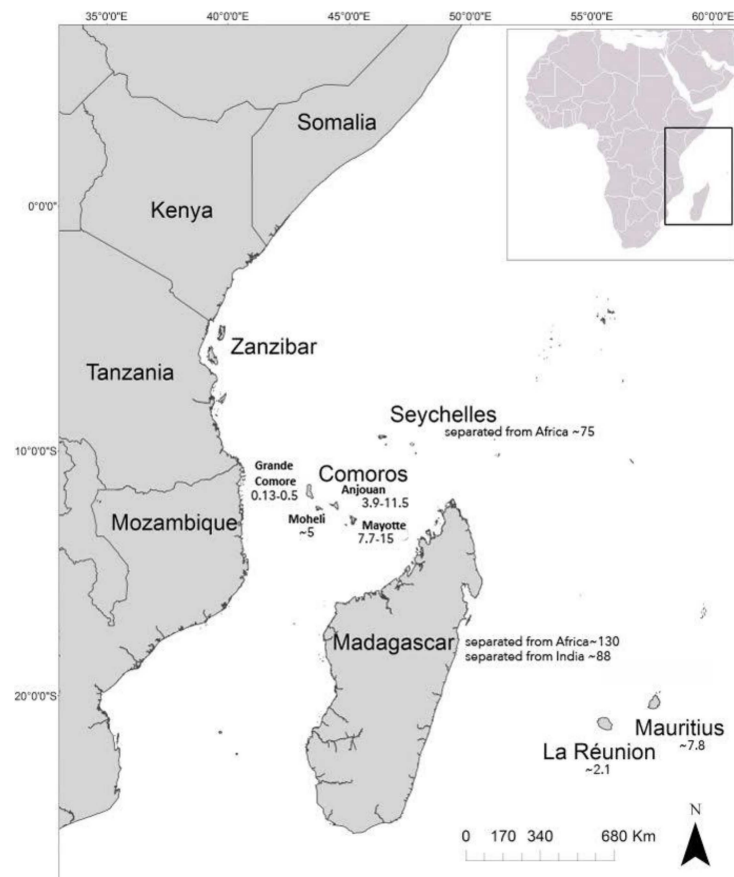 35°0'0"E
40°0'0"E
45°0'0"E
50°0'0"E
55°0'0"E
60°0'0"E
Somalia
Kenya
0°0'0"
Zanzibar
Tanzania
Seychelles
separated from Africa ~75
10°0'0"S
Grande
Comore
0.13-0.5
Comoros
Anjouan
3.9-11.5
Moheli
~5
Mayotte
7.7-15
Mozambique
Madagascar
separated from Africa~130
separated from India ~88
20°0'0"S
Mauritius
~7.8
La Réunion
~2.1
N
0 170 340 680 Km